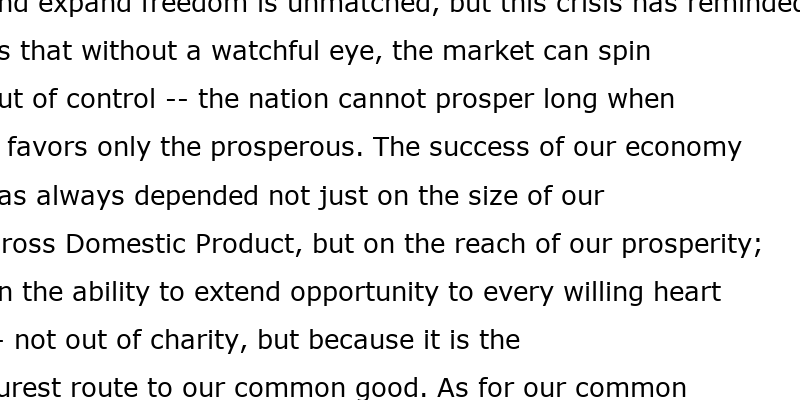 nd expand freedom is unmatched, but this crisis has reminded
s that without a watchful eye, the market can spin
ut of control -- the nation cannot prosper long when
favors only the prosperous. The success of our economy
as always depended not just on the size of our
ross Domestic Product, but on the reach of our prosperity;
n the ability to extend opportunity to every willing heart
- not out of charity, but because it is the
urest route to our common good. As for our common